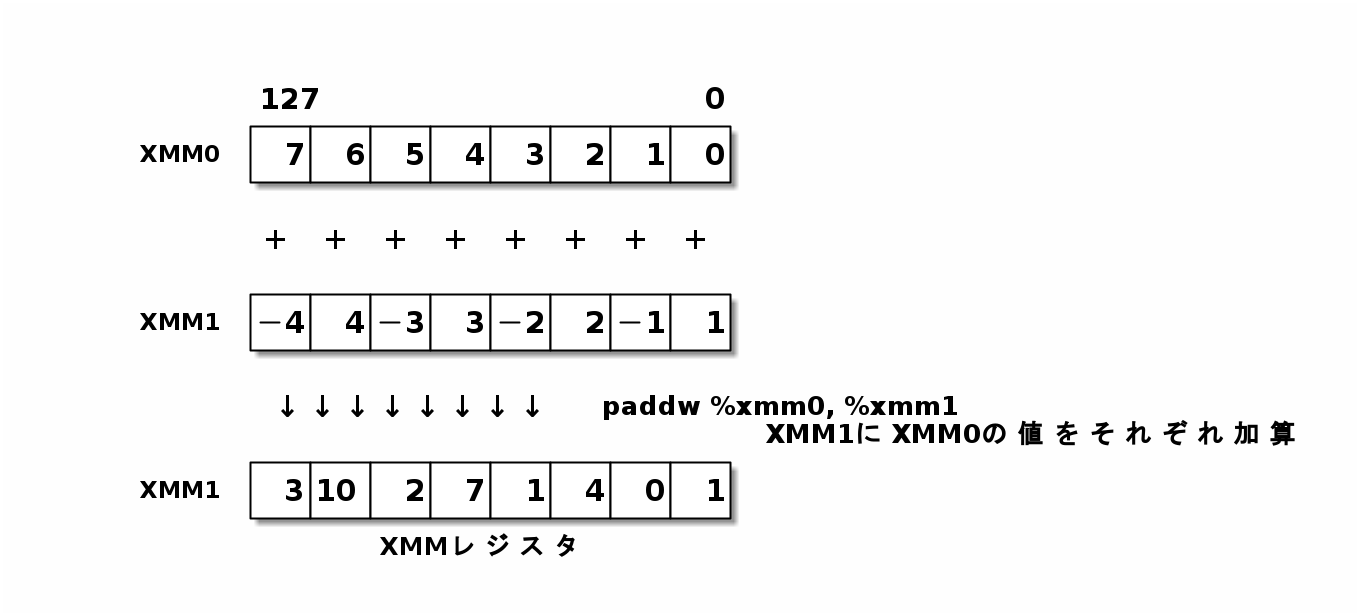 127 0
XMM0 7 6 5 4 3 2 1 0
+ + + + + + + +
XMM1 −4 4 −3 3 −2 2 −1 1
↓ ↓ ↓ ↓ ↓ ↓ ↓ ↓ paddw %xmm0, %xmm1
XMM1に XMM0の値をそれぞれ加算
XMM1 3 10 2 7 1 4 0 1
XMMレジスタ